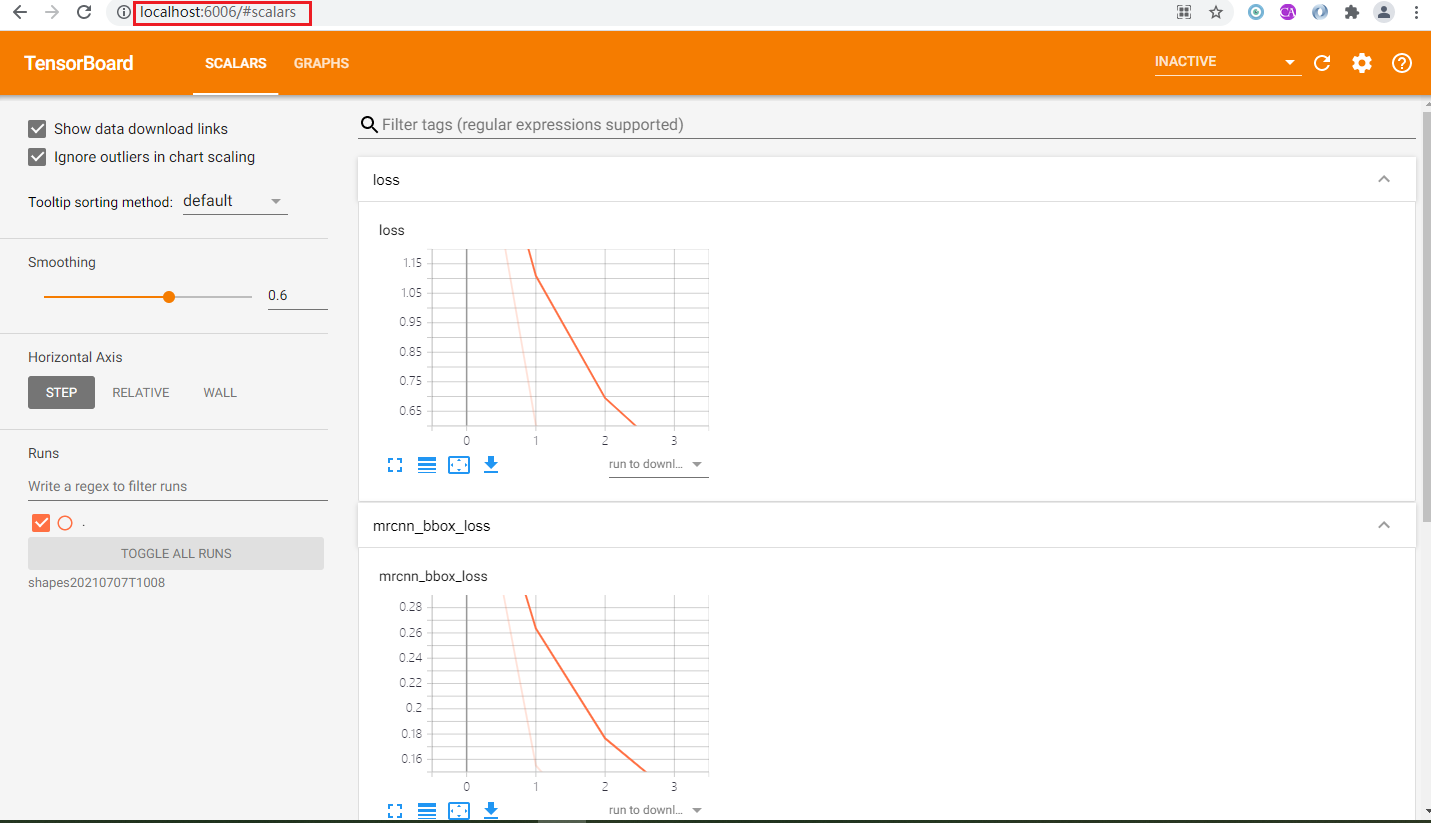 localhost:6006/#scalars
TensorBoard
SCALARS
GRAPHS
INACTIVE
Show data download links
Ignore outliers in chart scaling
Tooltip sorting method: default
Smoothing
0.6
Horizontal Axis
STEP
RELATIVE
WALL
Runs
Write a regex to filter runs
.
TOGGLE ALL RUNS
shapes20210707T1008
Filter tags (regular expressions supported)
loss
loss
1.15
1.05
0.95
0.85
0.75
0.65
0 1 2 3
run to downl...
mrcnn_bbox_loss
mrcnn_bbox_loss
0.28
0.26
0.24
0.22
0.2
0.18
0.16
0 1 2 3
run to downl...